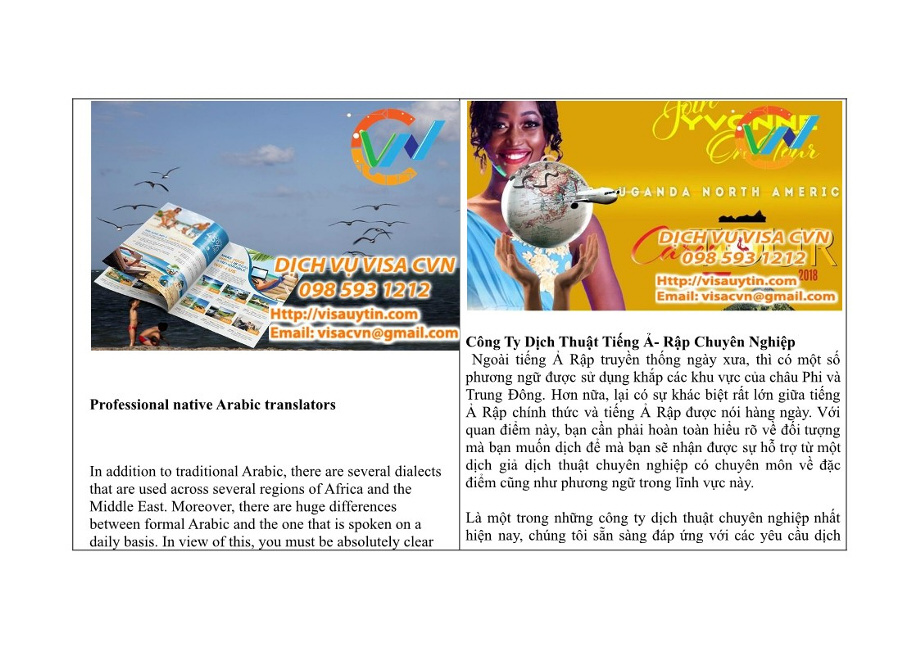 DỊCH VỤ VISA CVN
098 593 1212
Http://visauytin.com
Email: visacvn@gmail.com
Professional native Arabic translators
In addition to traditional Arabic, there are several dialects
that are used across several regions of Africa and the
Middle East. Moreover, there are huge differences
between formal Arabic and the one that is spoken on a
daily basis. In view of this, you must be absolutely clear
Join
YVONNE
On Tour
UGANDA NORTH AMERIC
DỊCH VỤ VISA CVN
098 593 1212
2018
Http://visauytin.com
Email: visacvn@gmail.com
Công Ty Dịch Thuật Tiếng Ả- Rập Chuyên Nghiệp
Ngoài tiếng Ả Rập truyền thống ngày xưa, thì có một số
phương ngữ được sử dụng khắp các khu vực của châu Phi và
Trung Đông. Hơn nữa, lại có sự khác biệt rất lớn giữa tiếng
Ả Rập chính thức và tiếng Ả Rập được nói hàng ngày. Với
quan điểm này, bạn cần phải hoàn toàn hiểu rõ về đối tượng
mà bạn muốn dịch để mà bạn sẽ nhận được sự hỗ trợ từ một
dịch giả dịch thuật chuyên nghiệp có chuyên môn về đặc
điểm cũng như phương ngữ trong lĩnh vực này.
Là một trong những công ty dịch thuật chuyên nghiệp nhất
hiện nay, chúng tôi sẵn sàng đáp ứng với các yêu cầu dịch